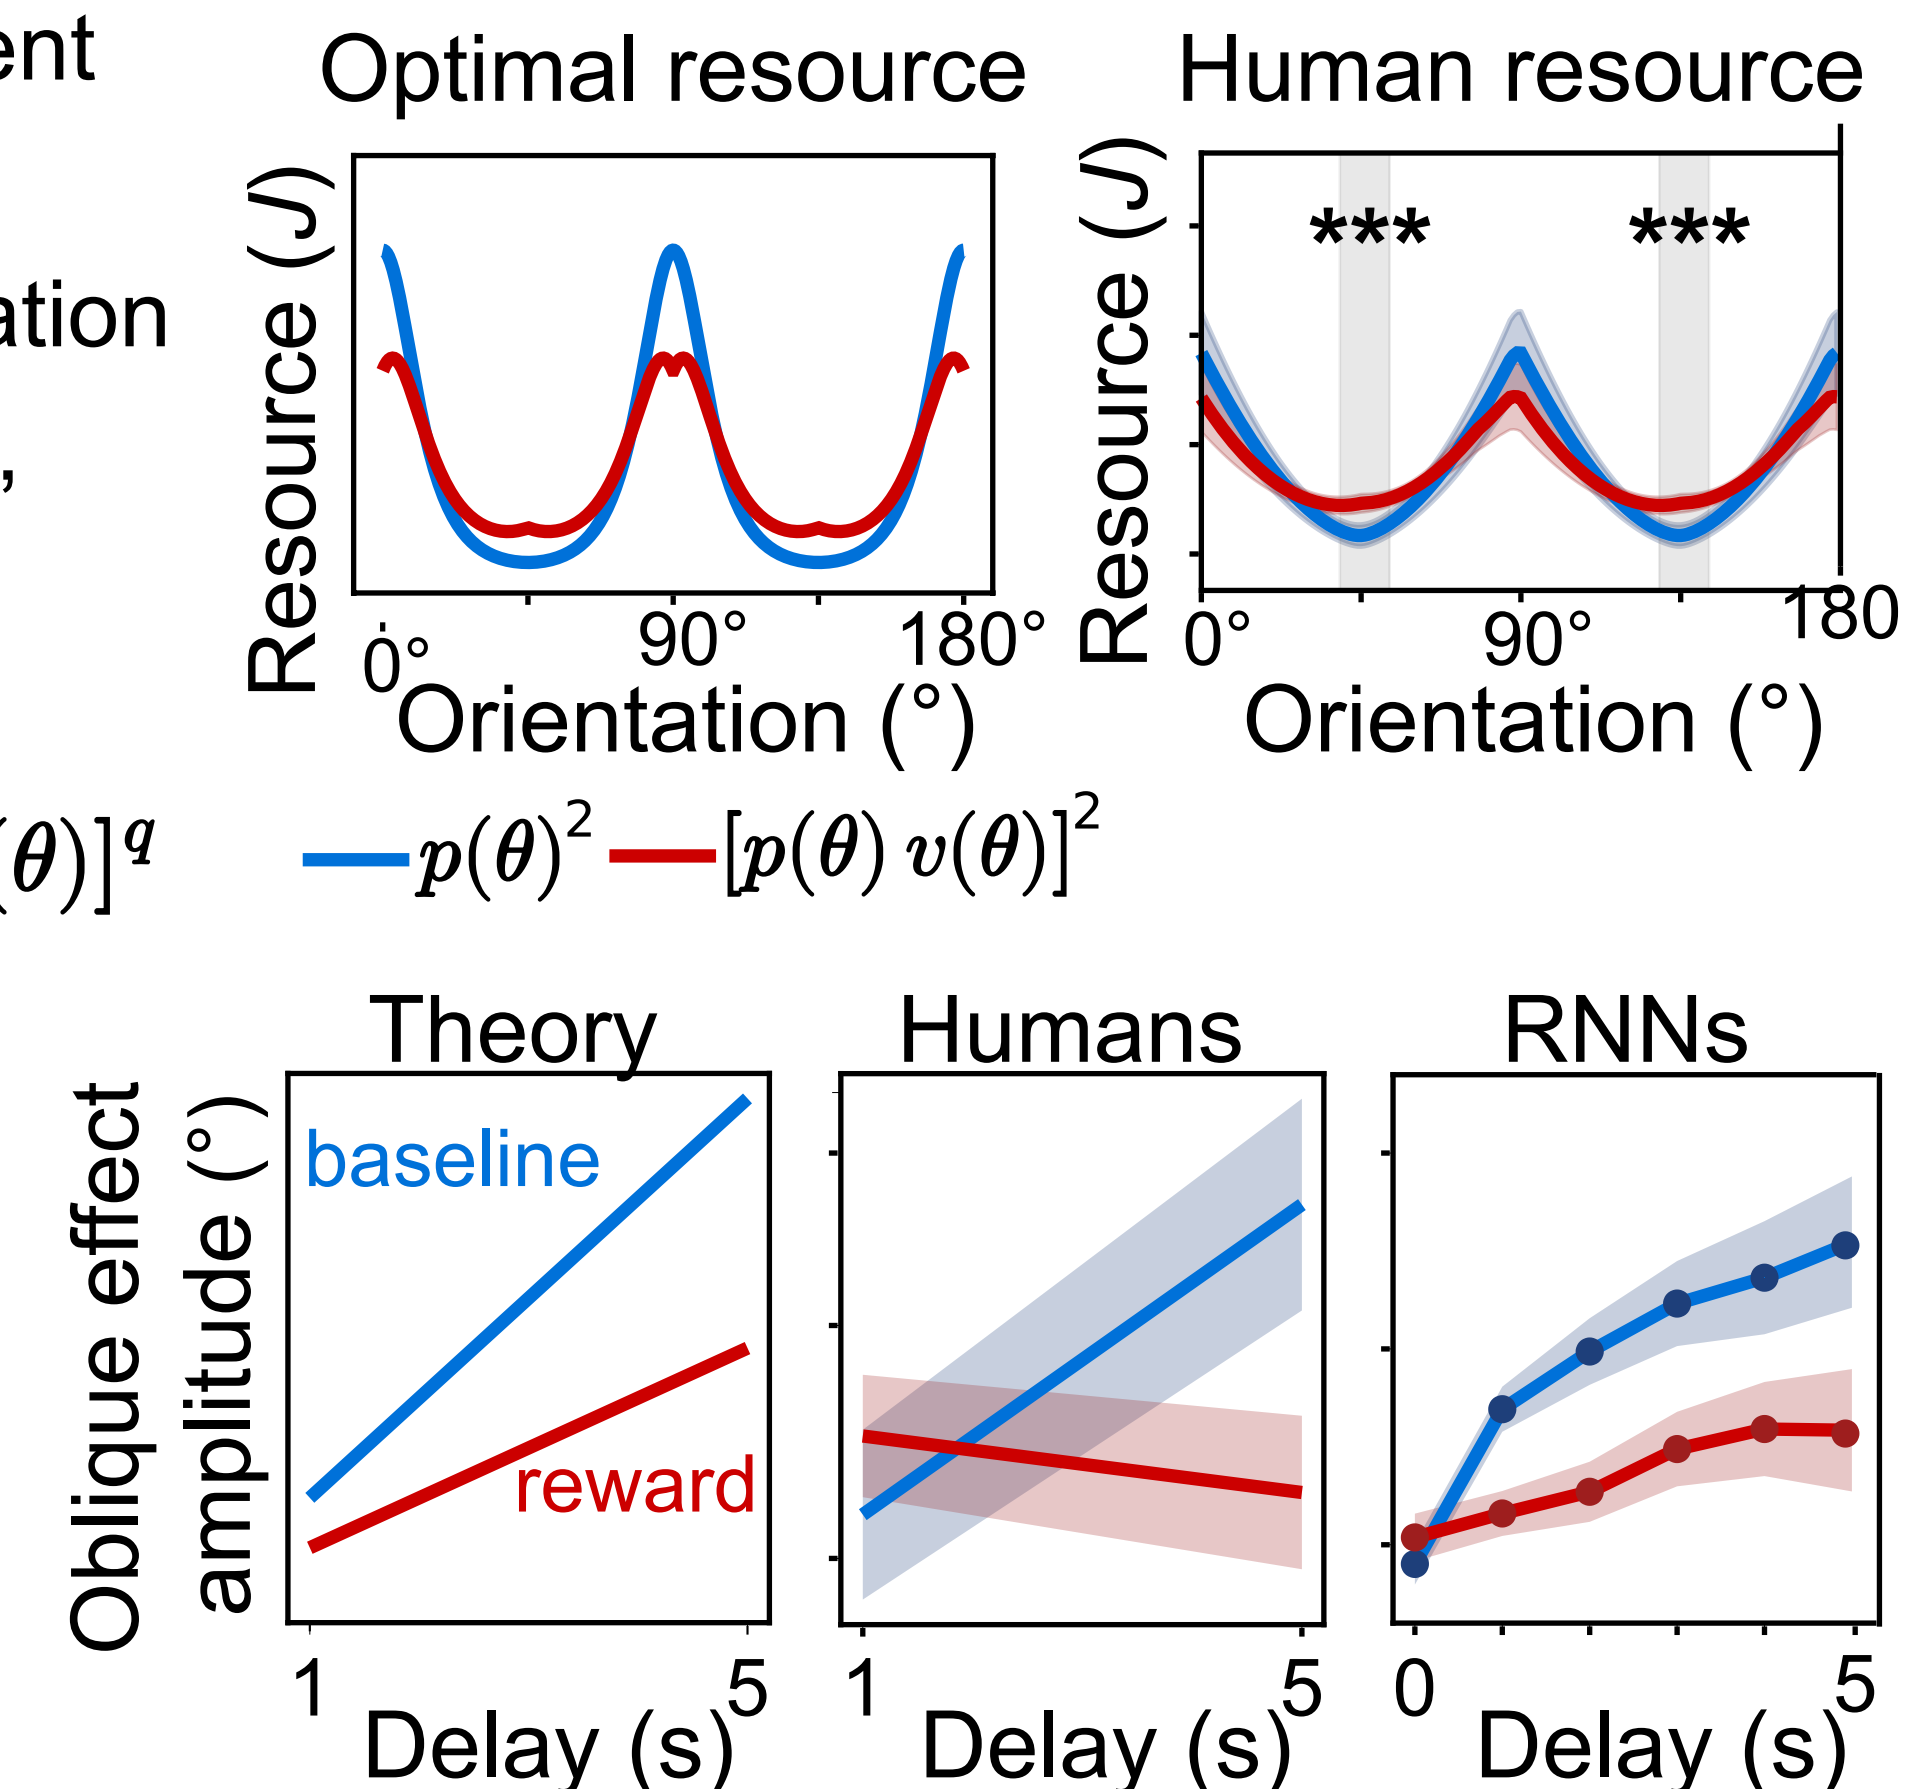 ent
ation
,
Optimal resource
Resource (J)
0°
90°
180°
Orientation (°)
Human resource
Resource (J)
***
***
0°
90°
180
Orientation (°)
(θ)]^q
p(θ)²
[p(θ) v(θ)]²
Oblique effect
amplitude (°)
Theory
baseline
reward
1
5
Delay (s)
Humans
1
5
Delay (s)
RNNs
0
5
Delay (s)